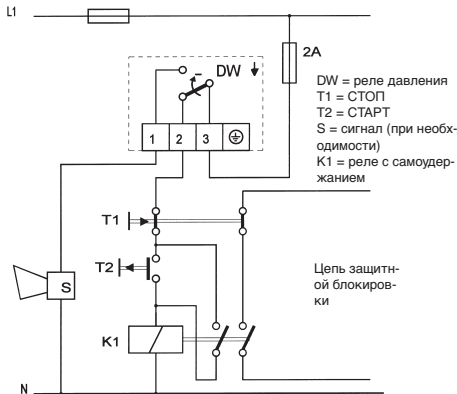 L1
2A
DW
DW = реле давления
T1 = СТОП
T2 = СТАРТ
S = сигнал (при необх-
одимости)
K1 = реле с самоудер-
жанием
1 2 3
T1
T2
Цепь защитн-
ой блокиров-
ки
S
K1
N